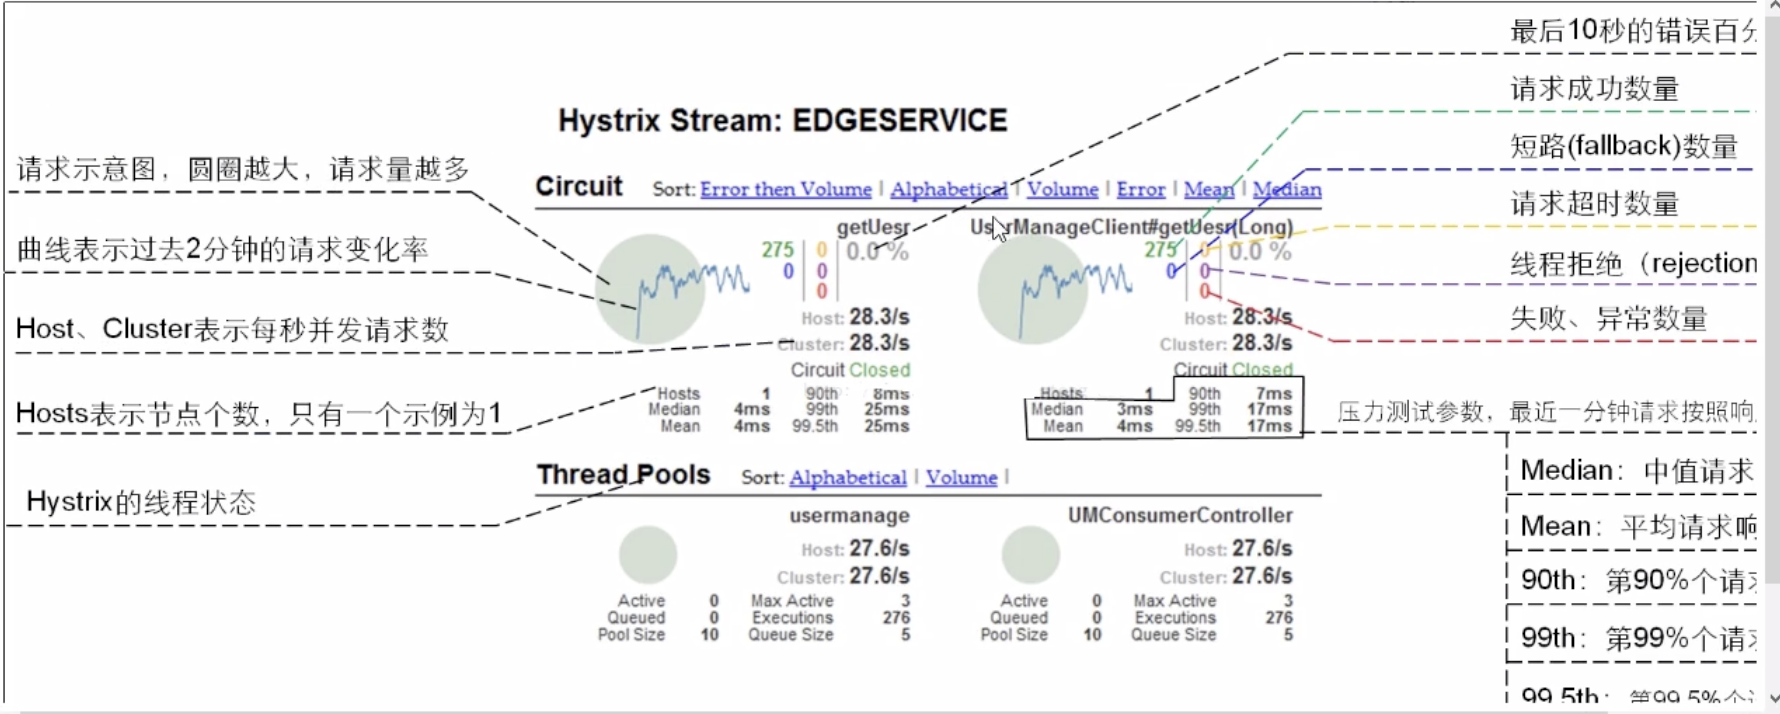 最后10秒的错误百分
请求成功数量
短路(fallback)数量
请求超时数量
线程拒绝（rejection
失败、异常数量
Hystrix Stream: EDGESERVICE
请求示意图，圆圈越大，请求量越多
曲线表示过去2分钟的请求变化率
Host、Cluster表示每秒并发请求数
Hosts表示节点个数，只有一个示例为1
Hystrix的线程状态
Circuit Sort: Error then Volume | Alphabetical | Volume | Error | Mean | Median
getUesr
275 0 0.0 %
0 0
0
Host: 28.3/s
Cluster: 28.3/s
Circuit Closed
Hosts 1 90th 8ms
Median 4ms 99th 25ms
Mean 4ms 99.5th 25ms
UserManageClient#getUesr(Long)
275 0 0.0 %
0 0
0
Host: 28.3/s
Cluster: 28.3/s
Circuit Closed
Hosts 1 90th 7ms
Median 3ms 99th 17ms
Mean 4ms 99.5th 17ms
Thread Pools Sort: Alphabetical | Volume |
usermanage
Host: 27.6/s
Cluster: 27.6/s
Active 0 Max Active 3
Queued 0 Executions 276
Pool Size 10 Queue Size 5
UMConsumerController
Host: 27.6/s
Cluster: 27.6/s
Active 0 Max Active 3
Queued 0 Executions 276
Pool Size 10 Queue Size 5
压力测试参数，最近一分钟请求按照响
Median：中值请求
Mean：平均请求响
90th：第90%个请求
99th：第99%个请求
99.5th：第99.5%个